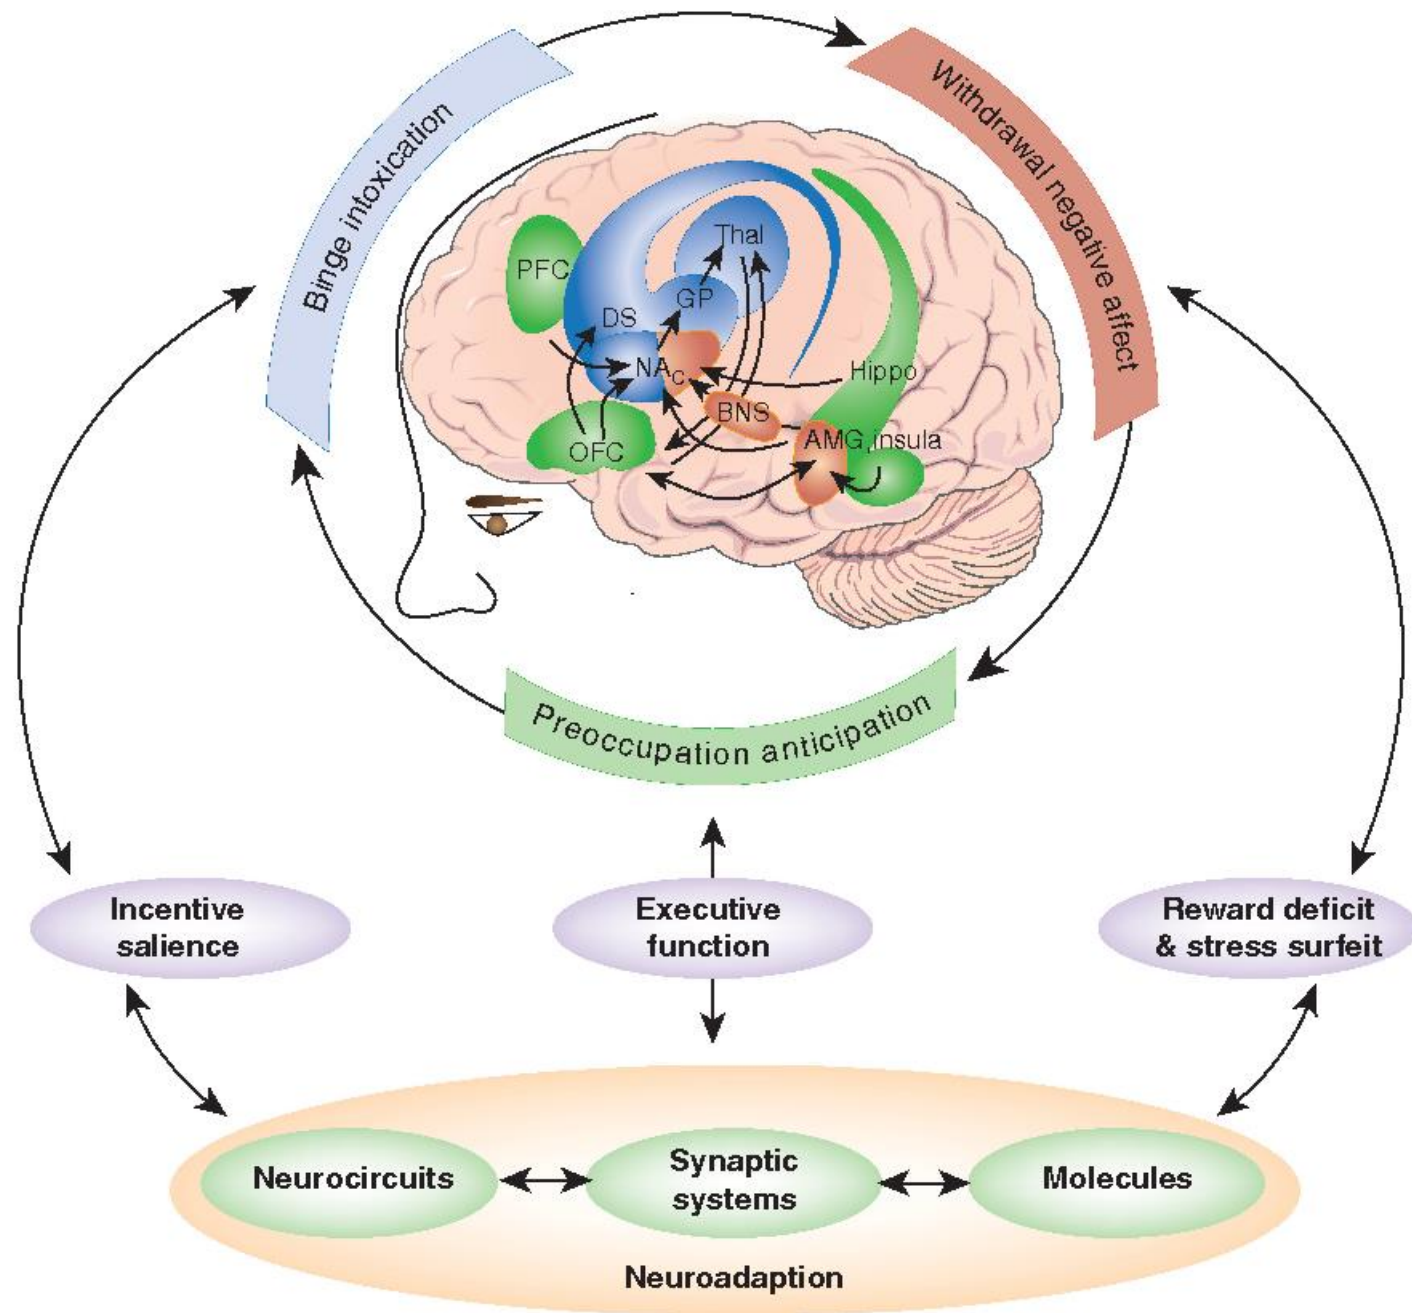 Binge intoxication
Withdrawal negative affect
Thal
PFC
GP
DS
NAC
Hippo
BNS
AMG, insula
OFC
Preoccupation anticipation
Incentive
salience
Executive
function
Reward deficit
& stress surfeit
Neurocircuits
Synaptic
systems
Molecules
Neuroadaption